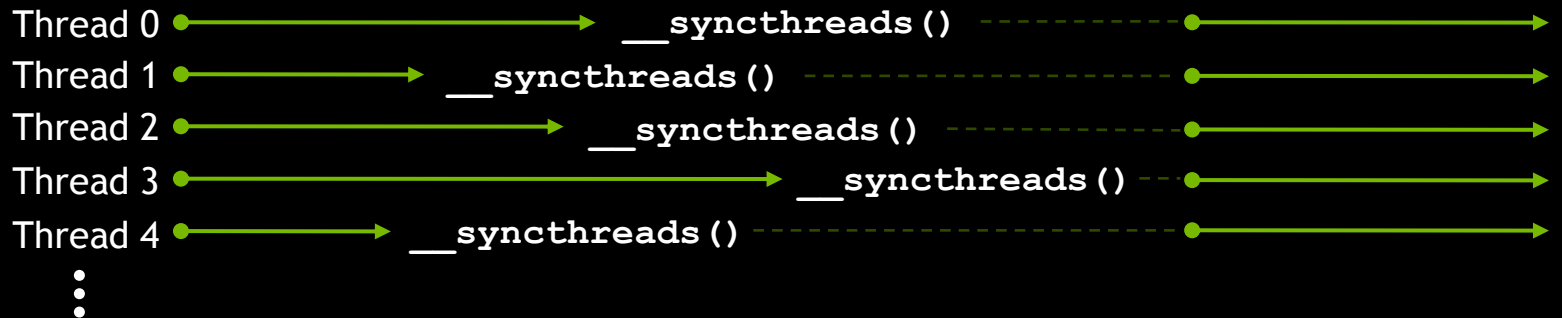 Thread 0 __syncthreads()
Thread 1 __syncthreads()
Thread 2 __syncthreads()
Thread 3 __syncthreads()
Thread 4 __syncthreads()